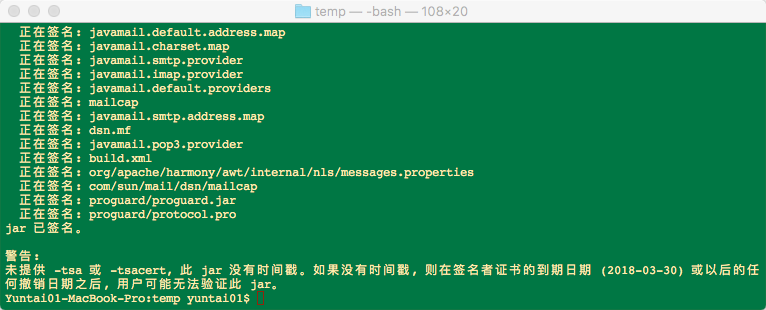 temp — -bash — 108×20
正在签名: javamail.default.address.map
正在签名: javamail.charset.map
正在签名: javamail.smtp.provider
正在签名: javamail.imap.provider
正在签名: javamail.default.providers
正在签名: mailcap
正在签名: javamail.smtp.address.map
正在签名: dsn.mf
正在签名: javamail.pop3.provider
正在签名: build.xml
正在签名: org/apache/harmony/awt/internal/nls/messages.properties
正在签名: com/sun/mail/dsn/mailcap
正在签名: proguard/proguard.jar
正在签名: proguard/protocol.pro
jar 已签名。
警告:
未提供 -tsa 或 -tsacert, 此 jar 没有时间戳。如果没有时间戳, 则在签名者证书的到期日期 (2018-03-30) 或以后的任
何撤销日期之后, 用户可能无法验证此 jar。
Yuntai01-MacBook-Pro:temp yuntai01$